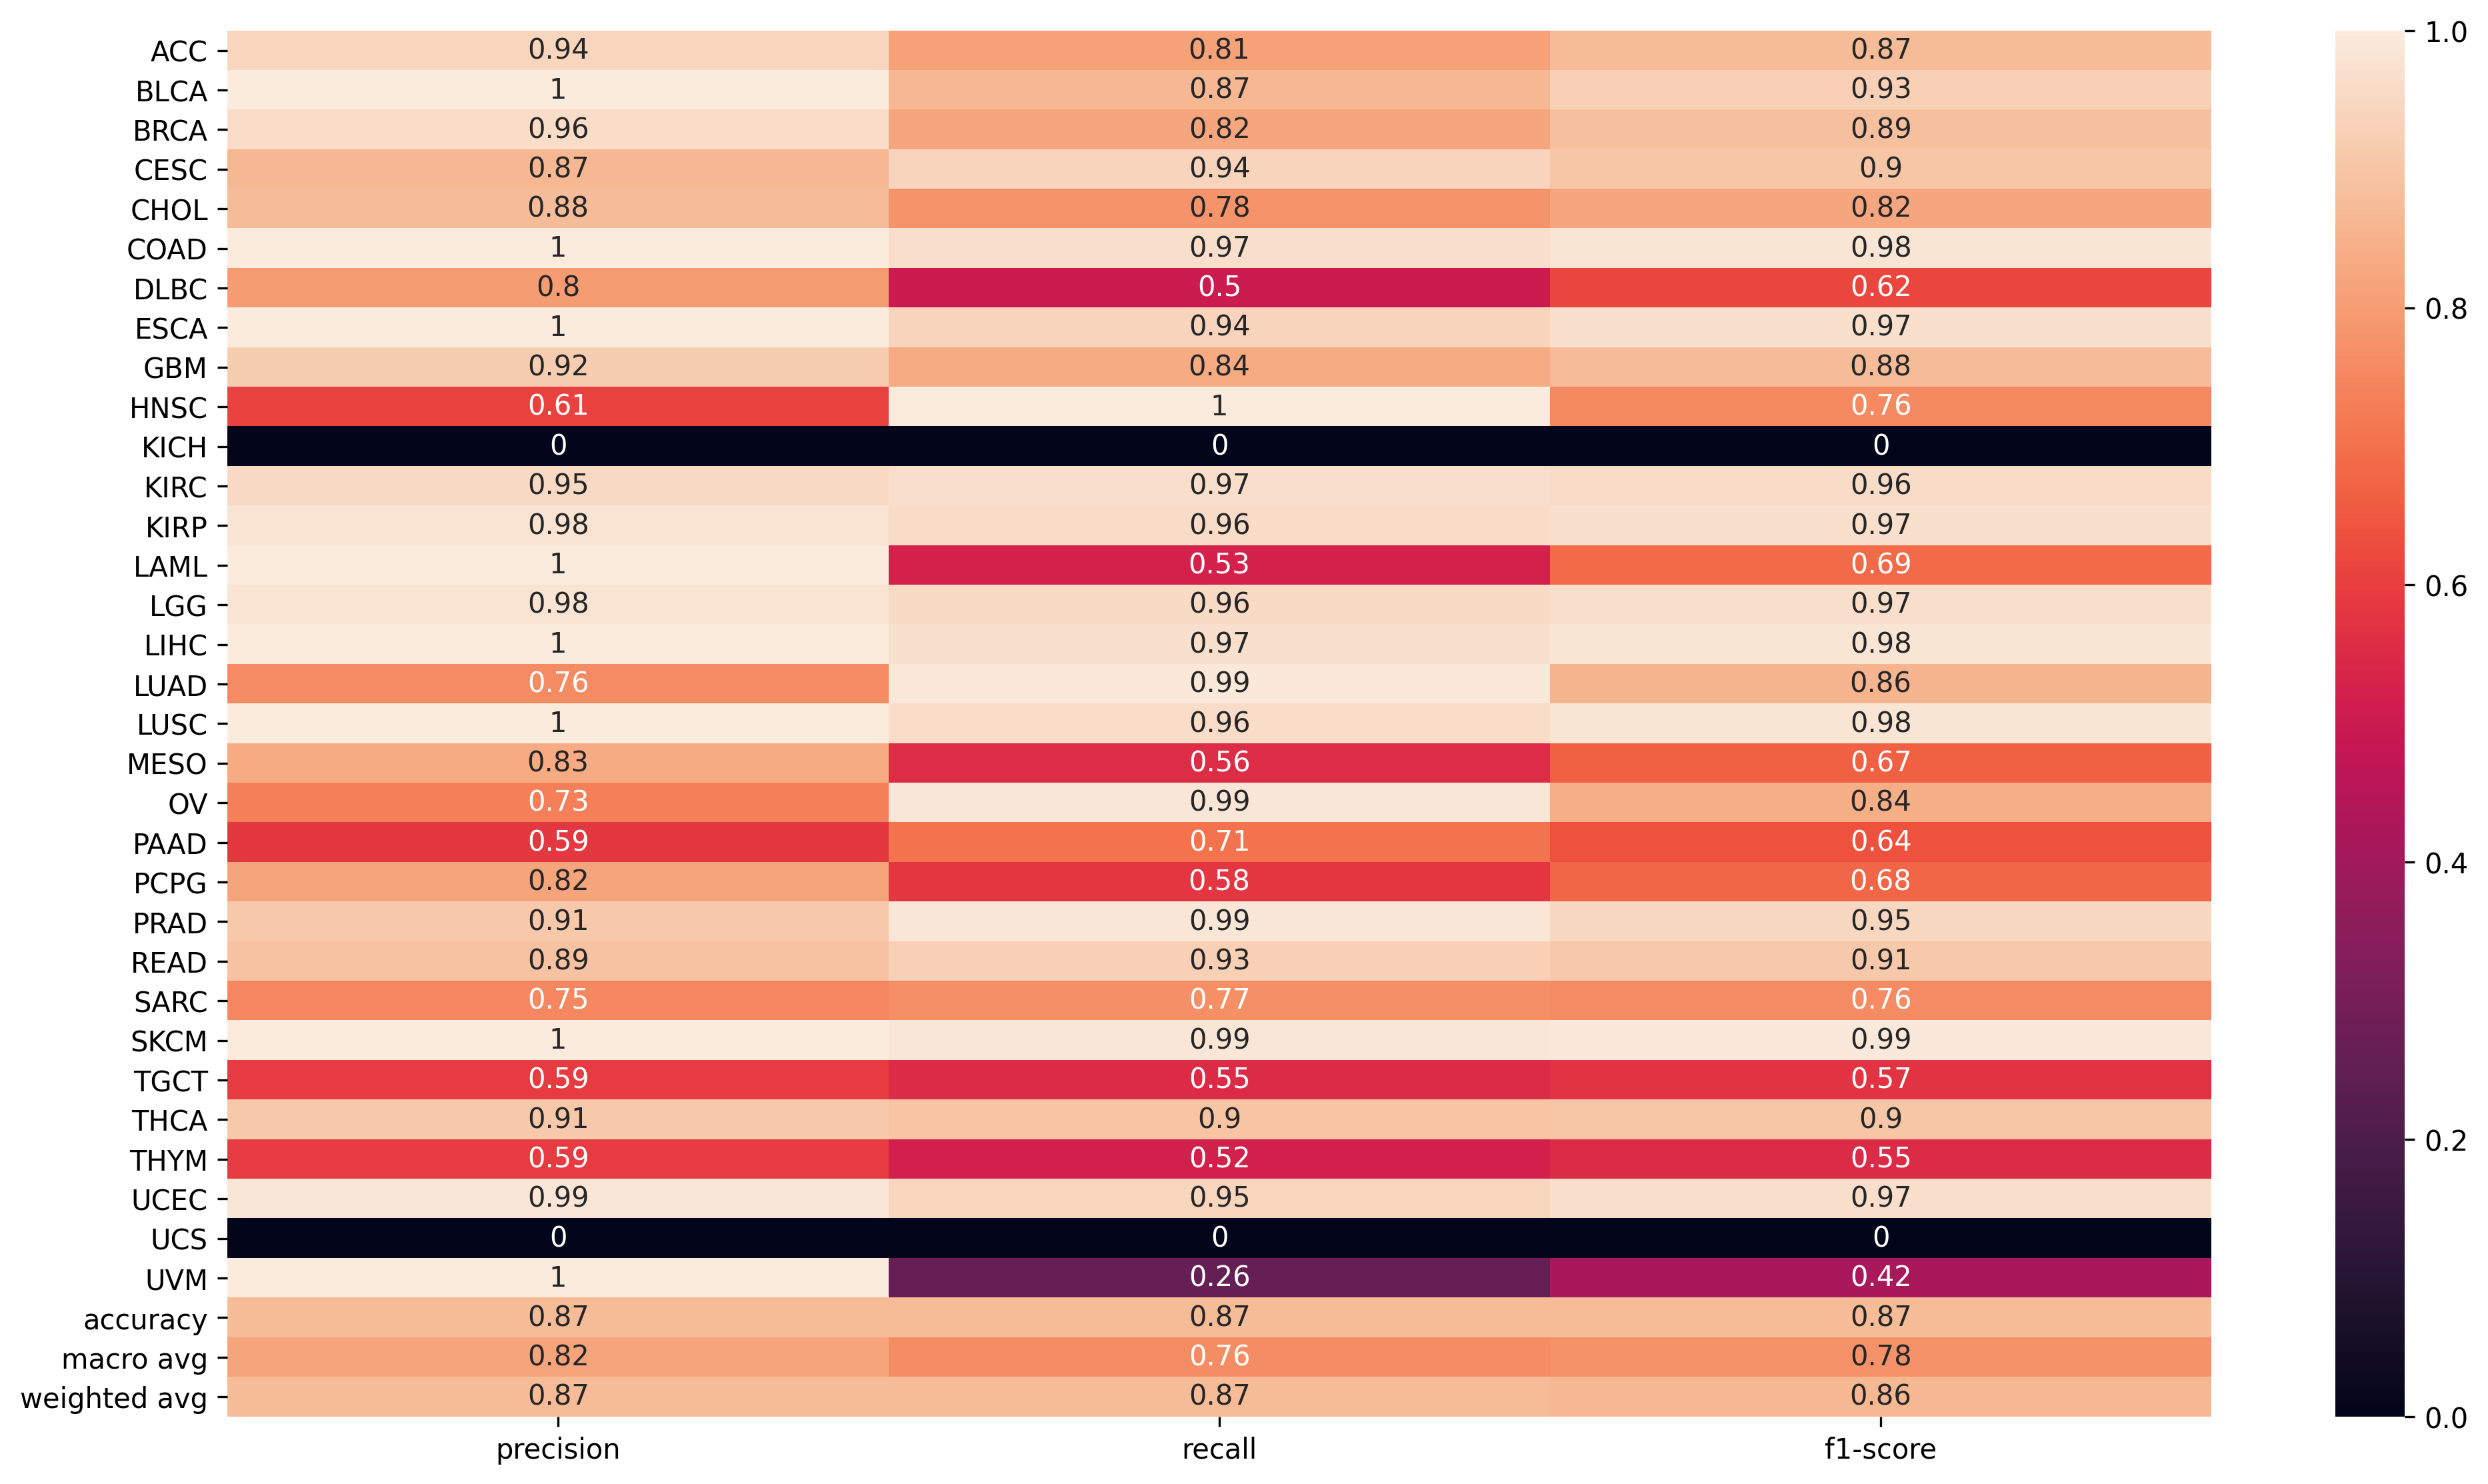 ACC 0.94 0.81 0.87 1.0
BLCA 1 0.87 0.93
BRCA 0.96 0.82 0.89
CESC 0.87 0.94 0.9
CHOL 0.88 0.78 0.82
COAD 1 0.97 0.98
DLBC 0.8 0.5 0.62 0.8
ESCA 1 0.94 0.97
GBM 0.92 0.84 0.88
HNSC 0.61 1 0.76
KICH 0 0 0
KIRC 0.95 0.97 0.96
KIRP 0.98 0.96 0.97
LAML 1 0.53 0.69 0.6
LGG 0.98 0.96 0.97
LIHC 1 0.97 0.98
LUAD 0.76 0.99 0.86
LUSC 1 0.96 0.98
MESO 0.83 0.56 0.67
OV 0.73 0.99 0.84
PAAD 0.59 0.71 0.64
PCPG 0.82 0.58 0.68 0.4
PRAD 0.91 0.99 0.95
READ 0.89 0.93 0.91
SARC 0.75 0.77 0.76
SKCM 1 0.99 0.99
TGCT 0.59 0.55 0.57
THCA 0.91 0.9 0.9
THYM 0.59 0.52 0.55 0.2
UCEC 0.99 0.95 0.97
UCS 0 0 0
UVM 1 0.26 0.42
accuracy 0.87 0.87 0.87
macro avg 0.82 0.76 0.78
weighted avg 0.87 0.87 0.86 0.0
precision recall f1-score